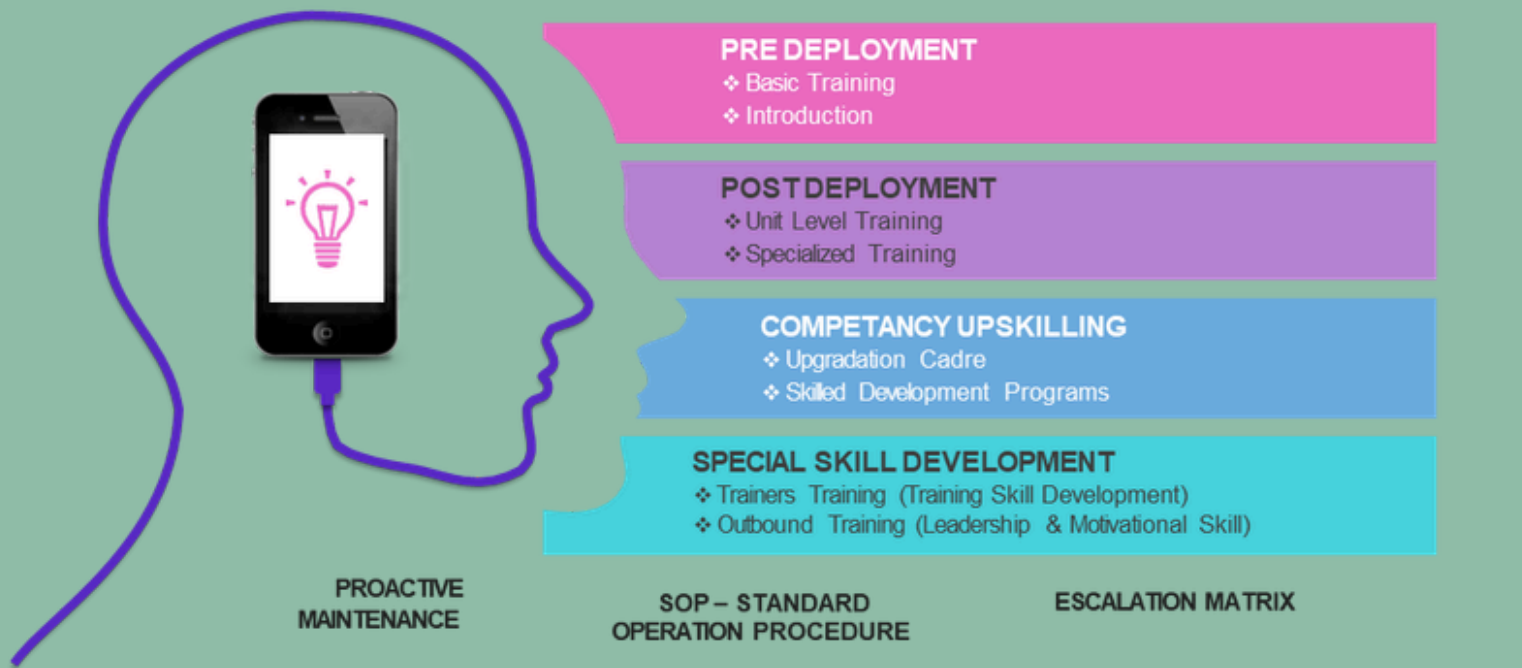 PRE DEPLOYMENT
❖ Basic Training
❖ Introduction
POST DEPLOYMENT
❖ Unit Level Training
❖ Specialized Training
COMPETANCY UPSKILLING
❖ Upgradation Cadre
❖ Skilled Development Programs
SPECIAL SKILL DEVELOPMENT
❖ Trainers Training (Training Skill Development)
❖ Outbound Training (Leadership & Motivational Skill)
PROACTIVE
MAINTENANCE
SOP – STANDARD
OPERATION PROCEDURE
ESCALATION MATRIX